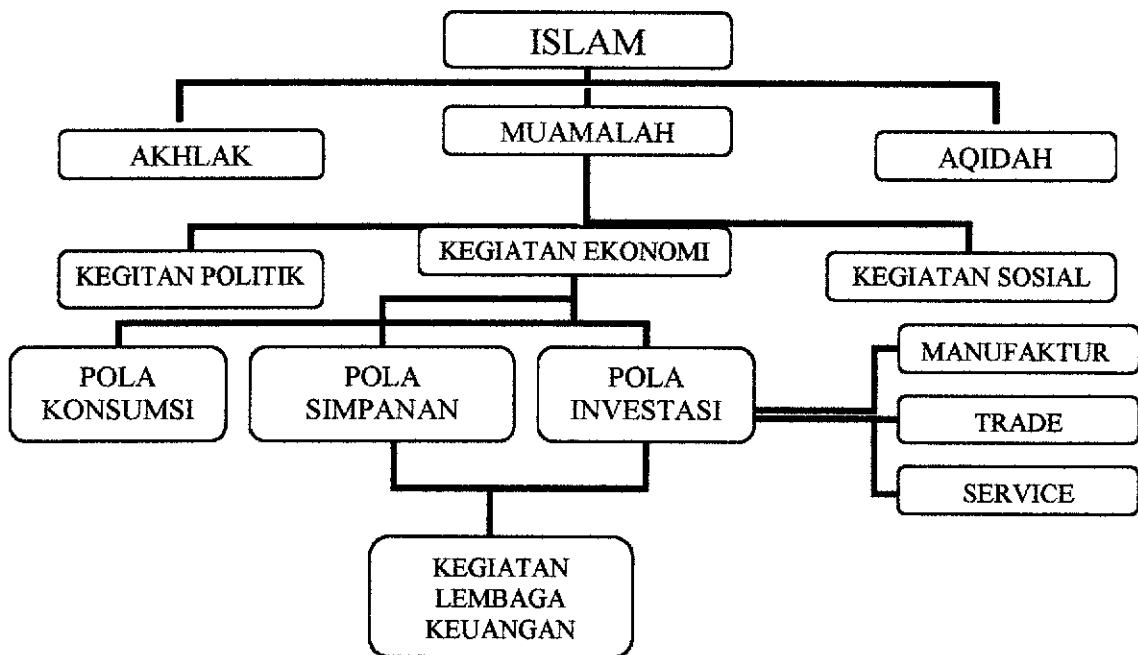 ISLAM
AKHLAK
MUAMALAH
AQIDAH
KEGITAN POLITIK
KEGIATAN EKONOMI
KEGIATAN SOSIAL
POLA
KONSUMSI
POLA
SIMPANAN
POLA
INVESTASI
MANUFAKTUR
TRADE
SERVICE
KEGIATAN
LEMBAGA
KEUANGAN